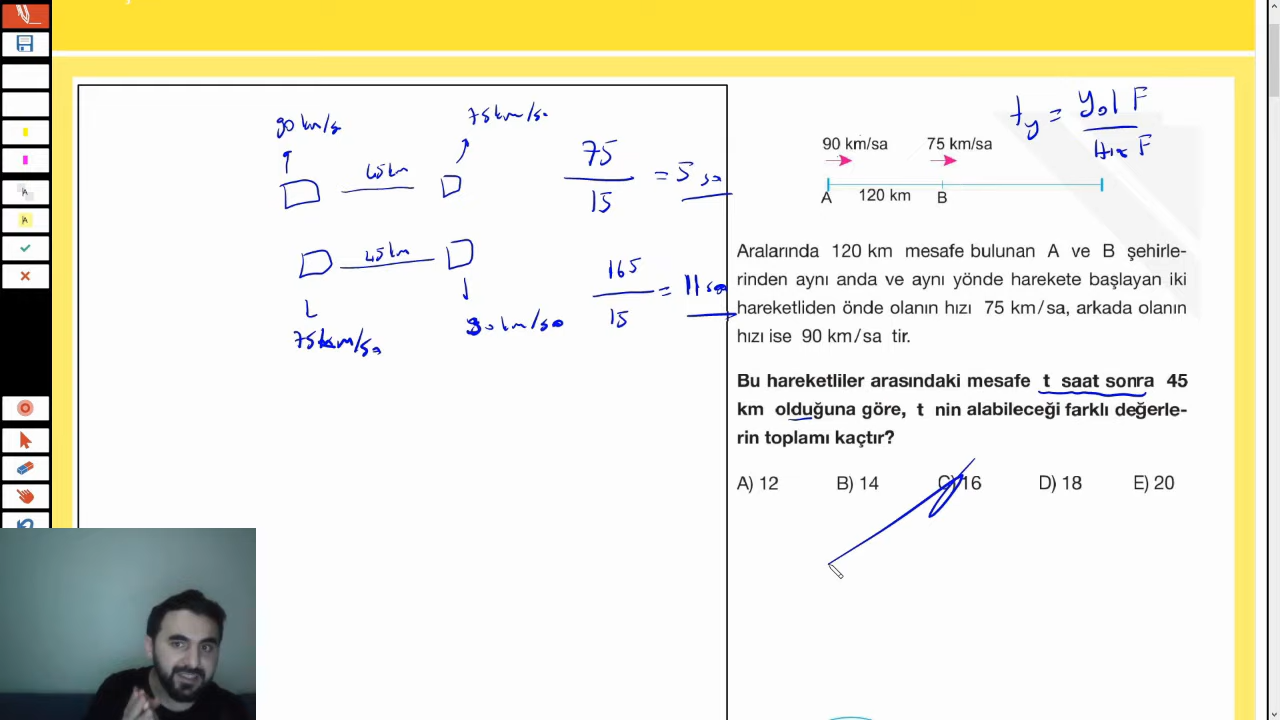 90 km/s
75 km/sa
45 km
75
15
= 5 sa
45 km
75 km/sa
90 km/sa
165
15
= 11 sa
ty = yol F
Hız F
90 km/sa
75 km/sa
A
120 km
B
Aralarında 120 km mesafe bulunan A ve B şehirle-
rinden aynı anda ve aynı yönde harekete başlayan iki
hareketliden önde olanın hızı 75 km/sa, arkada olanın
hızı ise 90 km/sa tir.
Bu hareketliler arasındaki mesafe t saat sonra 45
km olduğuna göre, t nin alabileceği farklı değerle-
rin toplamı kaçtır?
A) 12 B) 14 C) 16 D) 18 E) 20
A
A